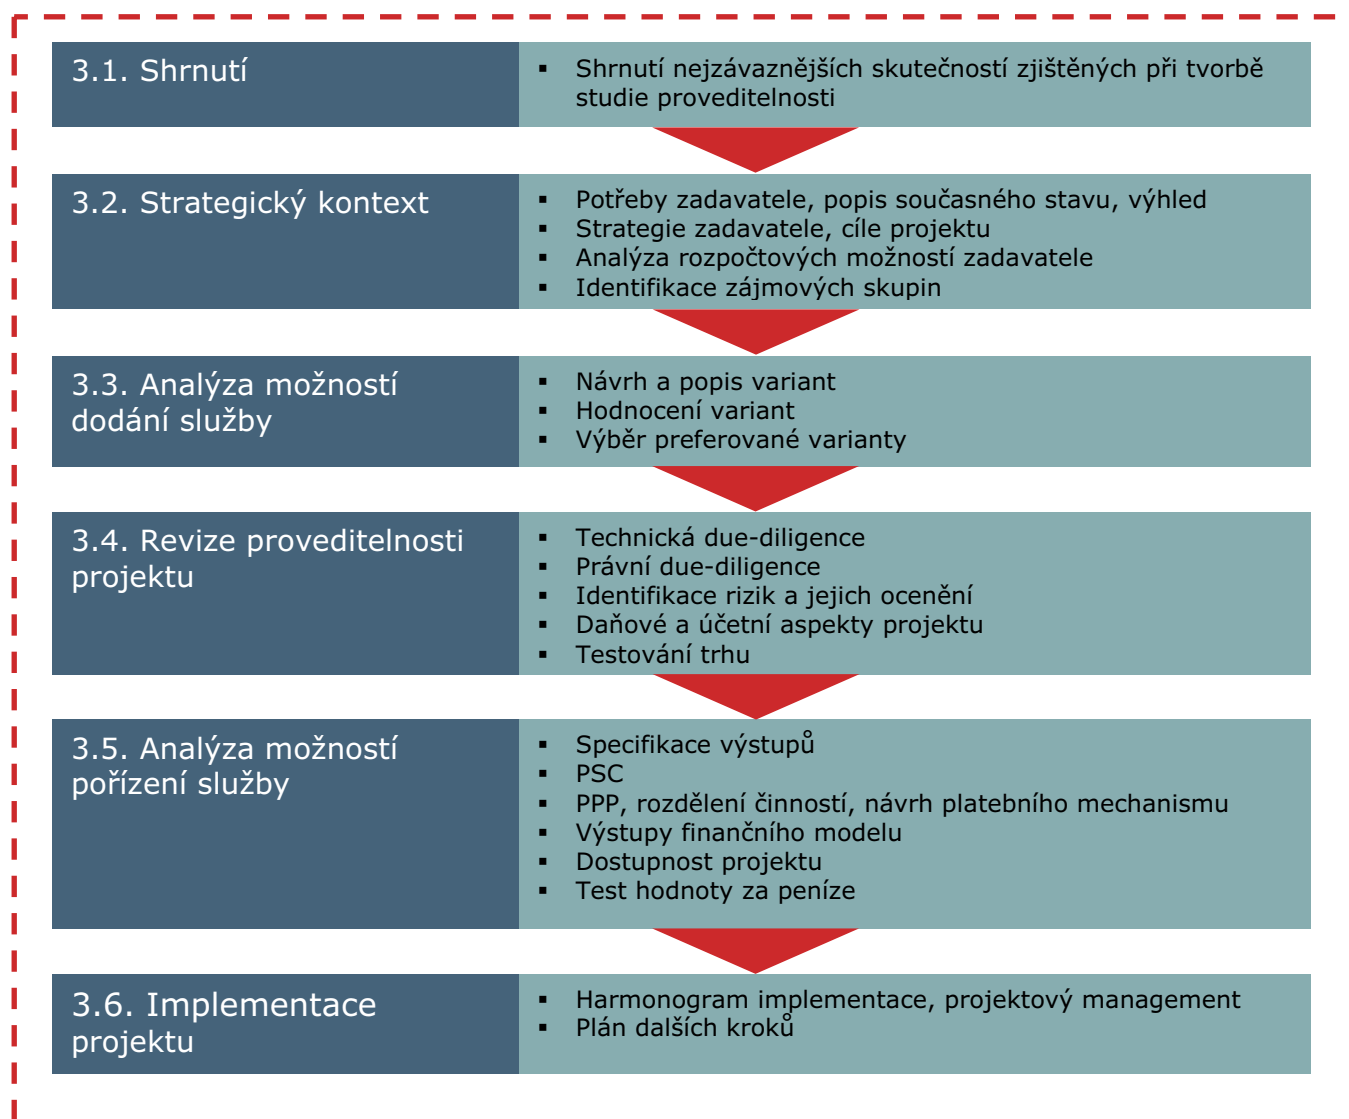 3.1. Shrnutí
▪ Shrnutí nejzávaznějších skutečností zjištěných při tvorbě
studie proveditelnosti
3.2. Strategický kontext
▪ Potřeby zadavatele, popis současného stavu, výhled
▪ Strategie zadavatele, cíle projektu
▪ Analýza rozpočtových možností zadavatele
▪ Identifikace zájmových skupin
3.3. Analýza možností
dodání služby
▪ Návrh a popis variant
▪ Hodnocení variant
▪ Výběr preferované varianty
3.4. Revize proveditelnosti
projektu
▪ Technická due-diligence
▪ Právní due-diligence
▪ Identifikace rizik a jejich ocenění
▪ Daňové a účetní aspekty projektu
▪ Testování trhu
3.5. Analýza možností
pořízení služby
▪ Specifikace výstupů
▪ PSC
▪ PPP, rozdělení činností, návrh platebního mechanismu
▪ Výstupy finančního modelu
▪ Dostupnost projektu
▪ Test hodnoty za peníze
3.6. Implementace
projektu
▪ Harmonogram implementace, projektový management
▪ Plán dalších kroků